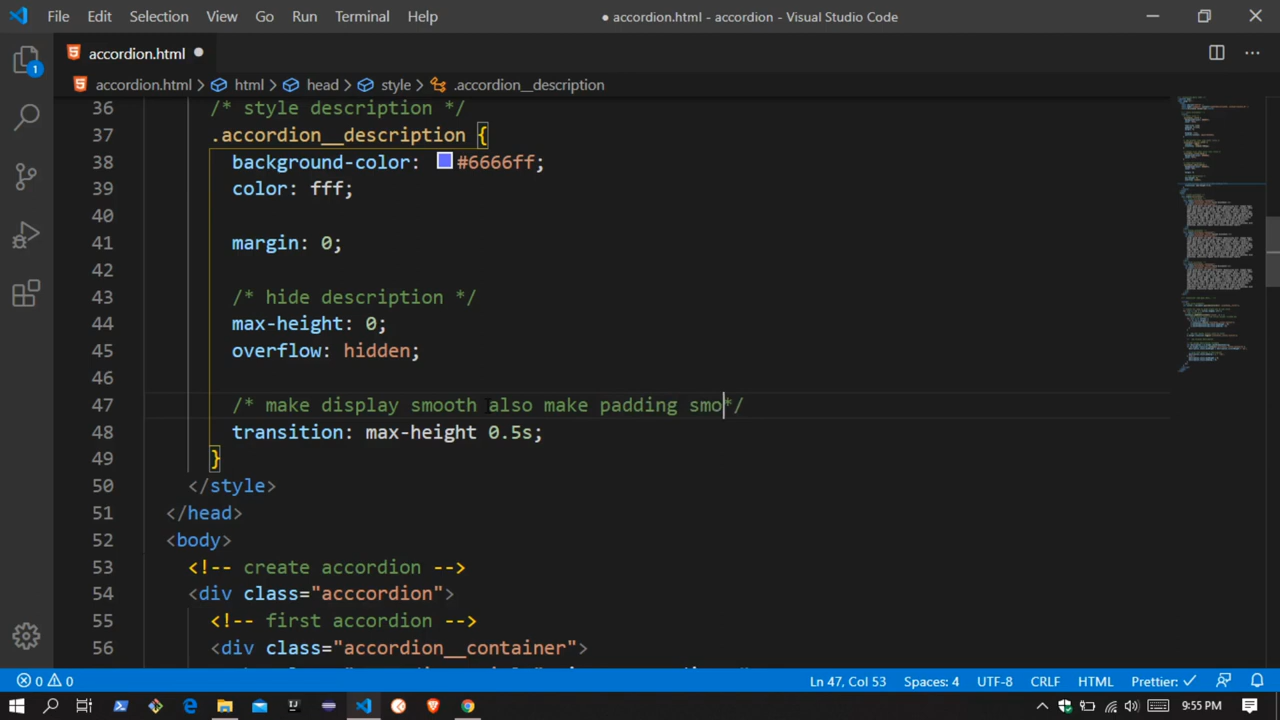 File Edit Selection View Go Run Terminal Help
● accordion.html - accordion - Visual Studio Code
accordion.html
accordion.html > html > head > style > .accordion__description
36 /* style description */
37 .accordion__description {
38 background-color: #6666ff;
39 color: fff;
40
41 margin: 0;
42
43 /* hide description */
44 max-height: 0;
45 overflow: hidden;
46
47 /* make display smooth also make padding smo*/
48 transition: max-height 0.5s;
49 }
50 </style>
51 </head>
52 <body>
53 <!-- create accordion -->
54 <div class="acccordion">
55 <!-- first accordion -->
56 <div class="accordion__container">
1
0 0 Ln 47, Col 53 Spaces: 4 UTF-8 CRLF HTML Prettier: ✓
9:55 PM